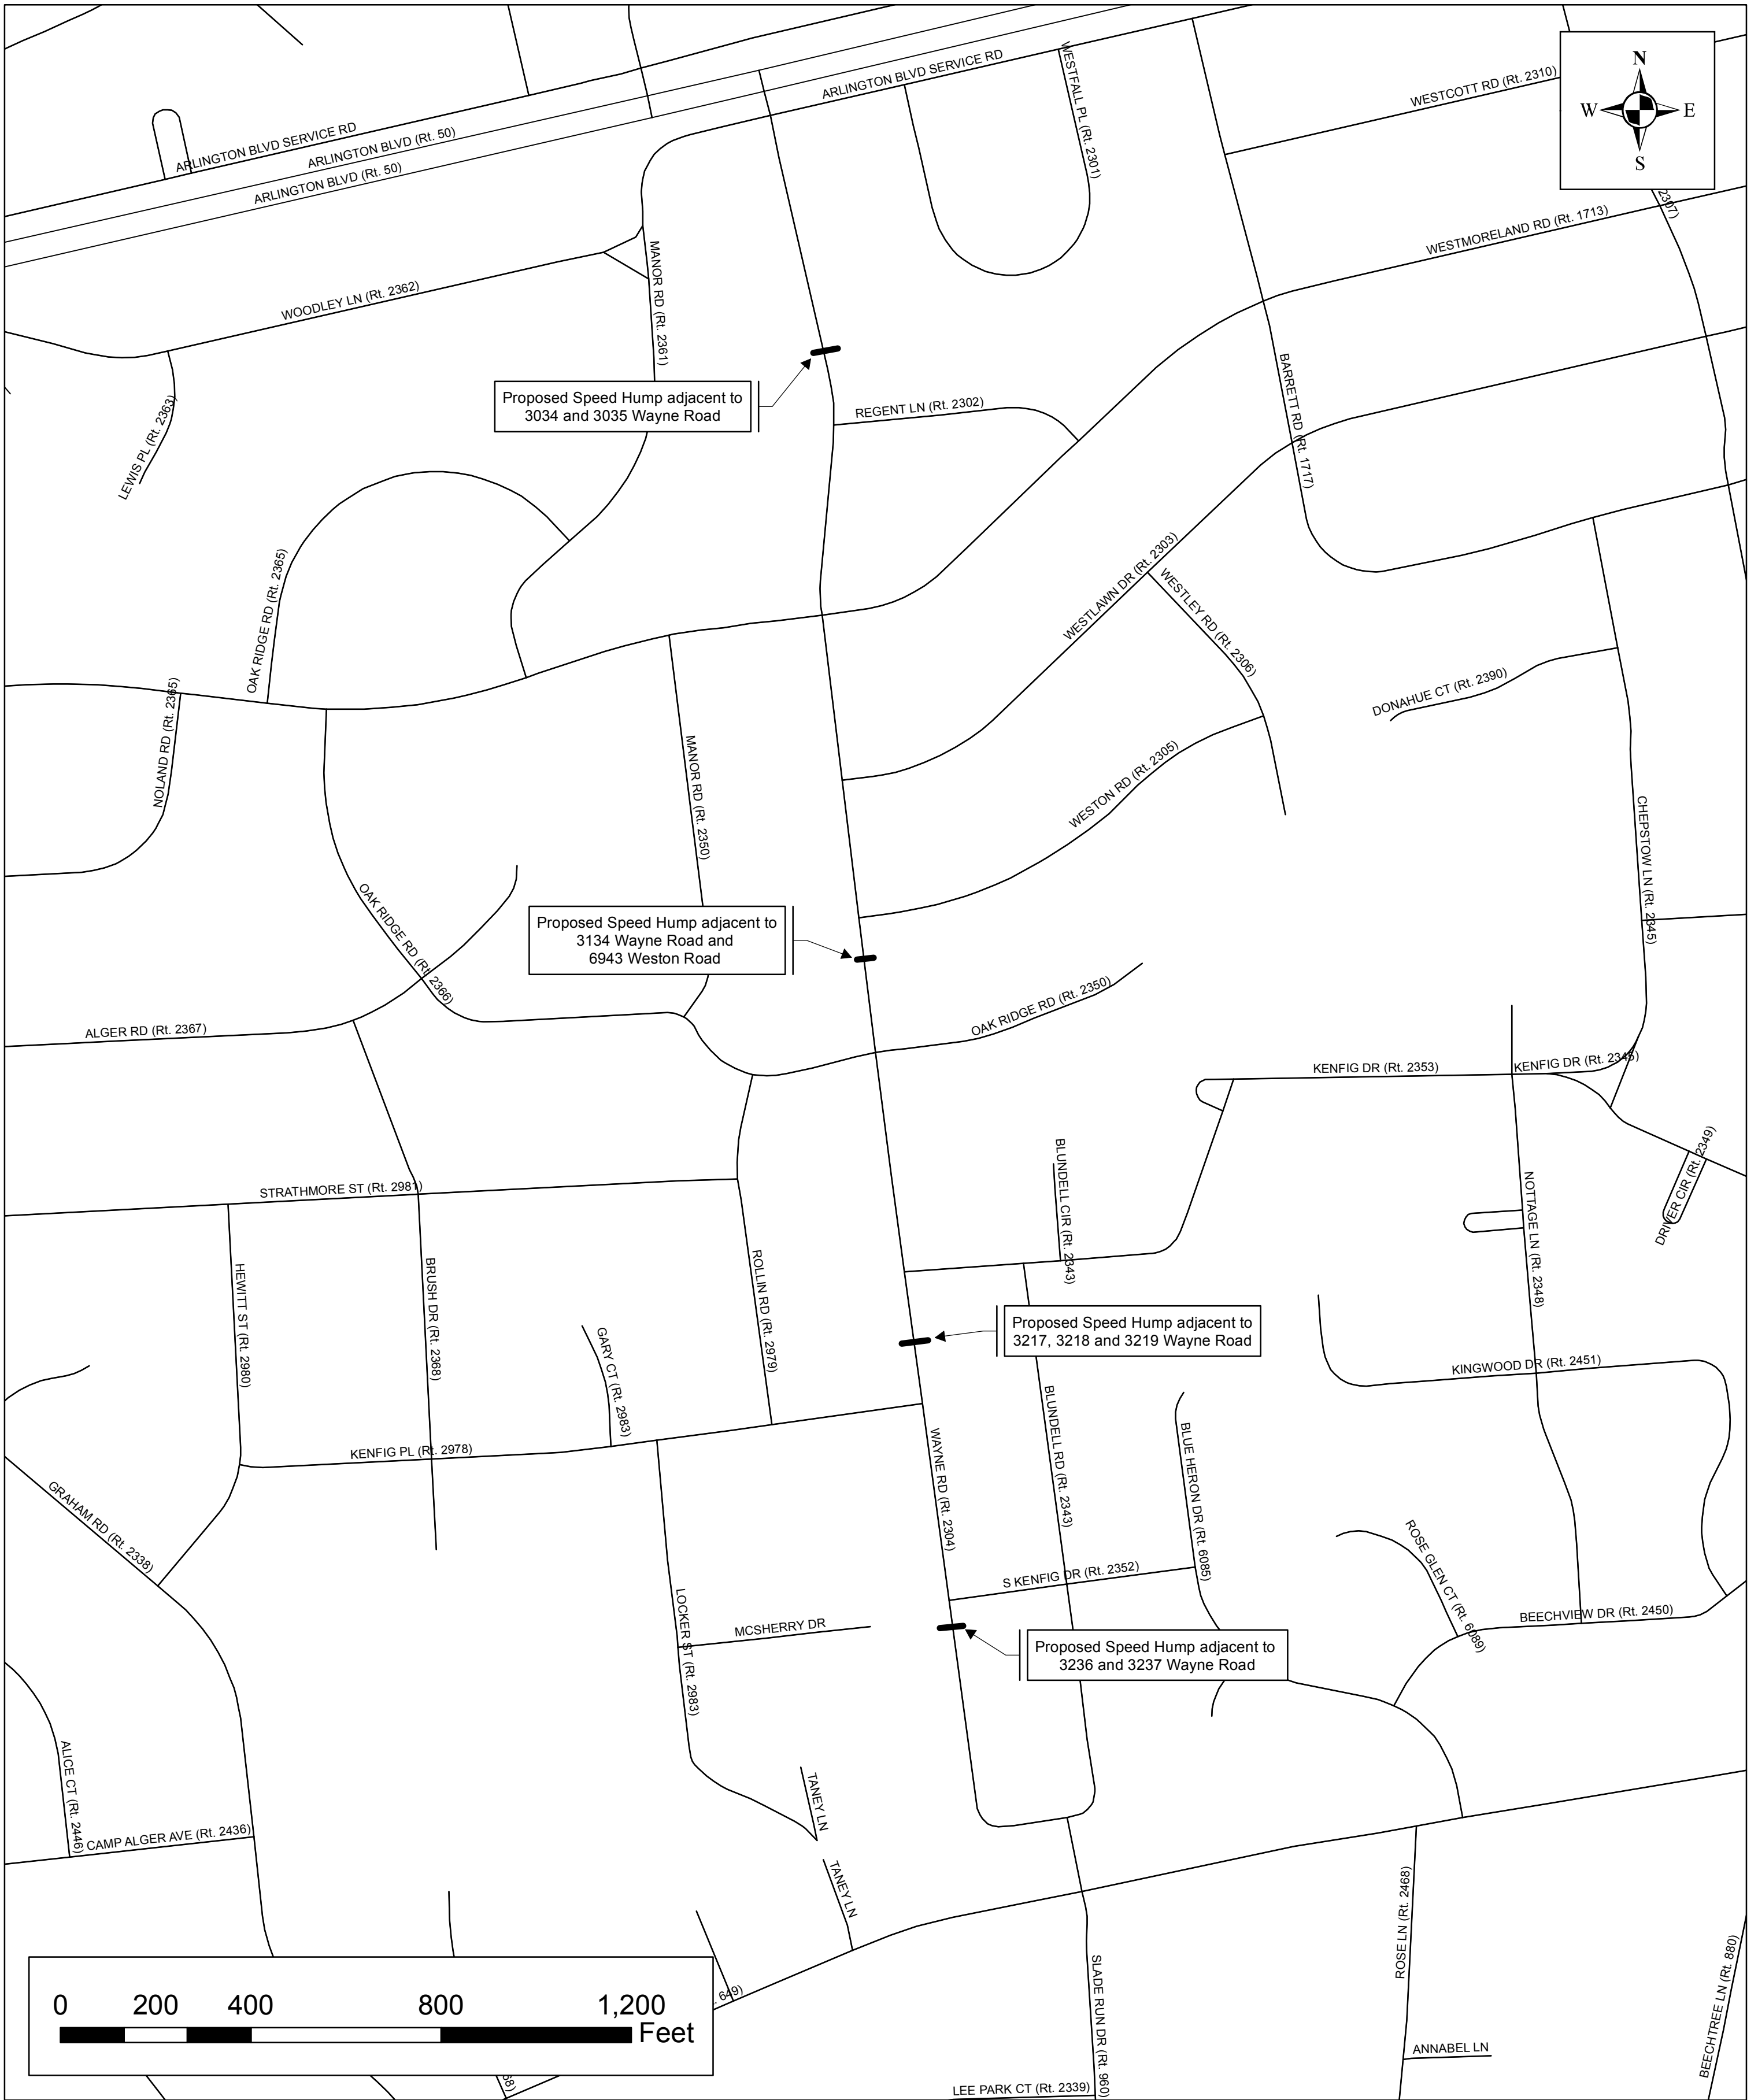 N
W
E
S
ARLINGTON BLVD SERVICE RD
ARLINGTON BLVD (Rt. 50)
ARLINGTON BLVD (Rt. 50)
ARLINGTON BLVD SERVICE RD
WESTFALL PL (Rt. 2301)
WESTCOTT RD (Rt. 2310)
2307)
WESTMORELAND RD (Rt. 1713)
WOODLEY LN (Rt. 2362)
MANOR RD (Rt. 2361)
LEWIS PL (Rt. 2363)
Proposed Speed Hump adjacent to
3034 and 3035 Wayne Road
REGENT LN (Rt. 2302)
BARRETT RD (Rt. 1717)
OAK RIDGE RD (Rt. 2365)
NOLAND RD (Rt. 2365)
WESTLAWN DR (Rt. 2303)
WESTLEY RD (Rt. 2306)
DONAHUE CT (Rt. 2390)
MANOR RD (Rt. 2350)
WESTON RD (Rt. 2305)
CHEPSTOW LN (Rt. 2345)
OAK RIDGE RD (Rt. 2366)
Proposed Speed Hump adjacent to
3134 Wayne Road and
6943 Weston Road
OAK RIDGE RD (Rt. 2350)
ALGER RD (Rt. 2367)
KENFIG DR (Rt. 2353)
KENFIG DR (Rt. 2345)
DRIVER CIR (Rt. 2349)
STRATHMORE ST (Rt. 2981)
BLUNDELL CIR (Rt. 2343)
NOTTAGE LN (Rt. 2348)
HEWITT ST (Rt. 2980)
BRUSH DR (Rt. 2368)
GARY CT (Rt. 2983)
ROLLIN RD (Rt. 2979)
Proposed Speed Hump adjacent to
3217, 3218 and 3219 Wayne Road
KINGWOOD DR (Rt. 2451)
KENFIG PL (Rt. 2978)
WAYNE RD (Rt. 2304)
BLUNDELL RD (Rt. 2343)
BLUE HERON DR (Rt. 6085)
GRAHAM RD (Rt. 2338)
ROSE GLEN CT (Rt. 6089)
S KENFIG DR (Rt. 2352)
BEECHVIEW DR (Rt. 2450)
LOCKER ST (Rt. 2983)
MCSHERRY DR
Proposed Speed Hump adjacent to
3236 and 3237 Wayne Road
ALICE CT (Rt. 2446)
CAMP ALGER AVE (Rt. 2436)
TANEY LN
TANEY LN
ROSE LN (Rt. 2468)
SLADE RUN DR (Rt. 960)
BEECHTREE LN (Rt. 880)
ANNABEL LN
LEE PARK CT (Rt. 2339)
. 649)
0 200 400 800 1,200
Feet
68)